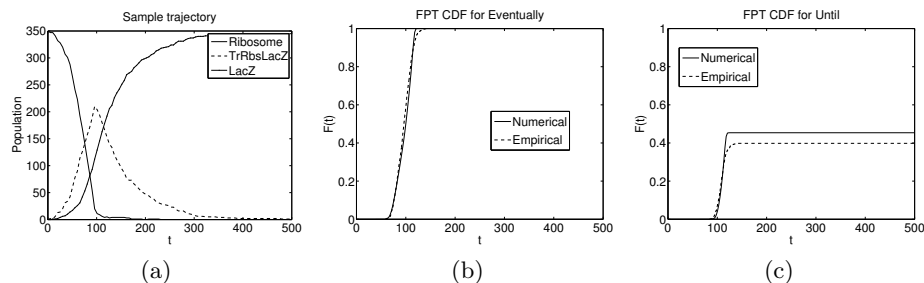 Sample trajectory
350
300
250
200
150
100
50
0
Population
0 100 200 300 400 500
t
Ribosome
TrRbsLacZ
LacZ
(a)
FPT CDF for Eventually
1
0.8
0.6
0.4
0.2
0
F(t)
0 100 200 300 400 500
t
Numerical
Empirical
(b)
FPT CDF for Until
1
0.8
0.6
0.4
0.2
0
F(t)
0 100 200 300 400 500
t
Numerical
Empirical
(c)